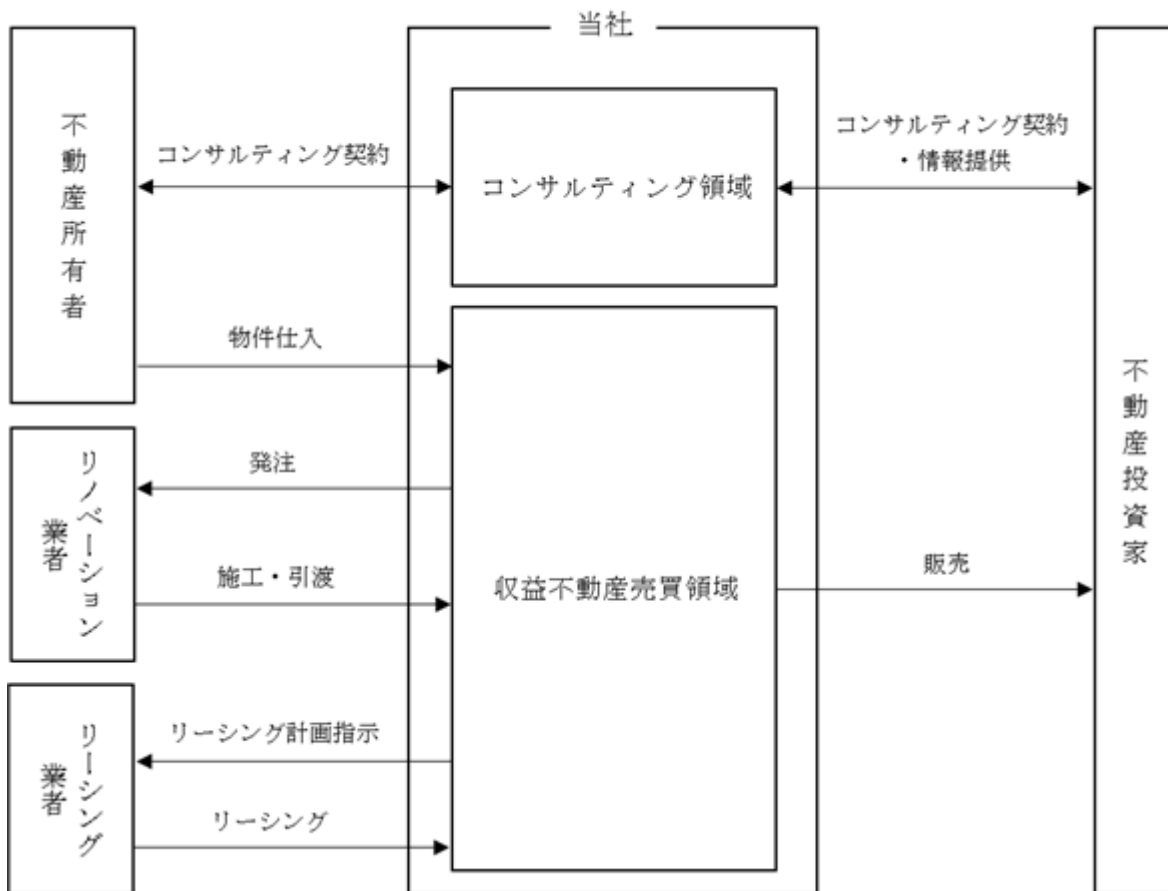 当社
不動産所有者
コンサルティング契約
コンサルティング領域
コンサルティング契約
・情報提供
物件仕入
不動産投資家
リノベーション
業者
発注
施工・引渡
収益不動産売買領域
販売
リーシング
業者
リーシング計画指示
リーシング